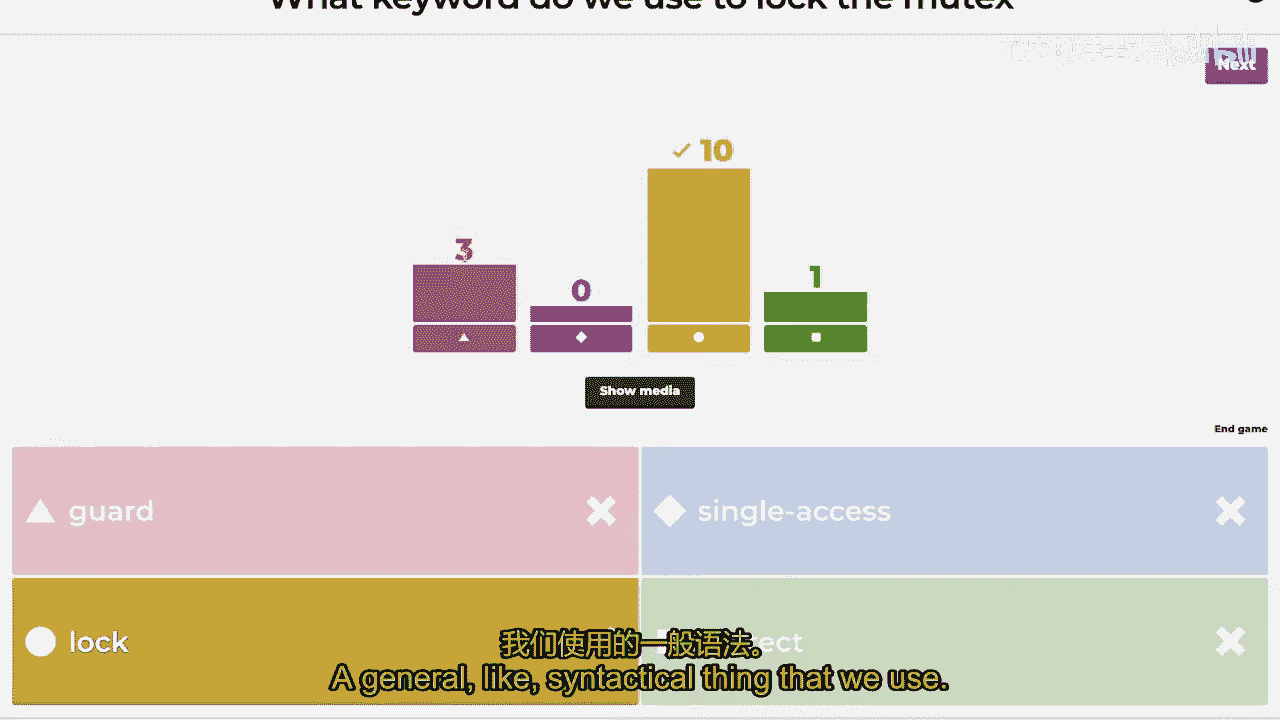 What keyword do we use to lock the mutex
Next
10
3
0
1
Show media
End game
guard
single-access
lock
我们使用的一般语法。
A general, like, syntactical thing that we use.